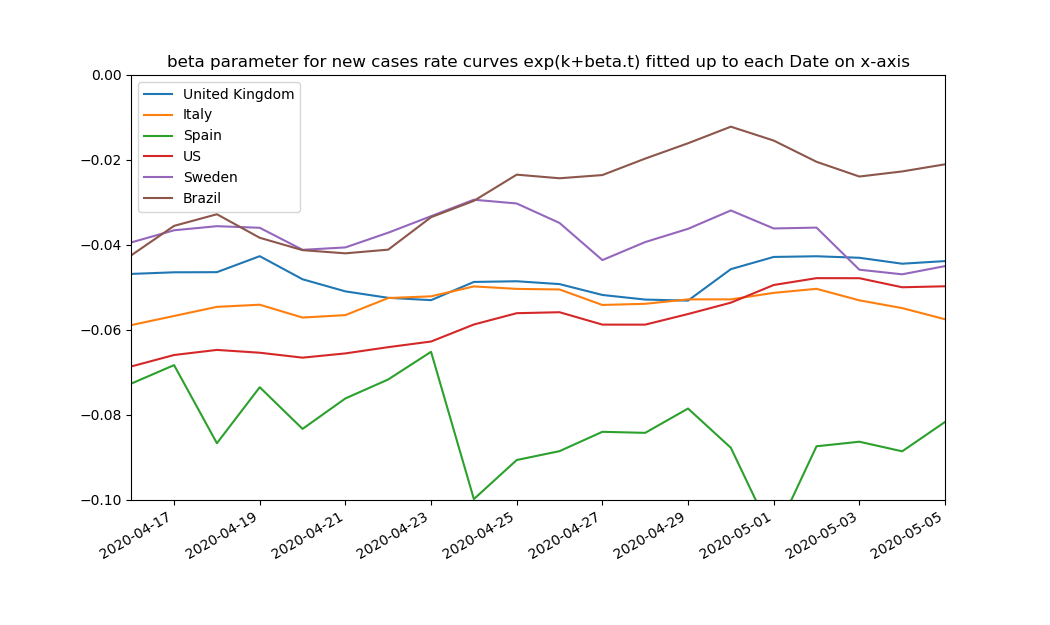 beta parameter for new cases rate curves exp(k+beta.t) fitted up to each Date on x-axis
0.00
−0.02
−0.04
−0.06
−0.08
−0.10
United Kingdom
Italy
Spain
US
Sweden
Brazil
2020-04-17
2020-04-19
2020-04-21
2020-04-23
2020-04-25
2020-04-27
2020-04-29
2020-05-01
2020-05-03
2020-05-05